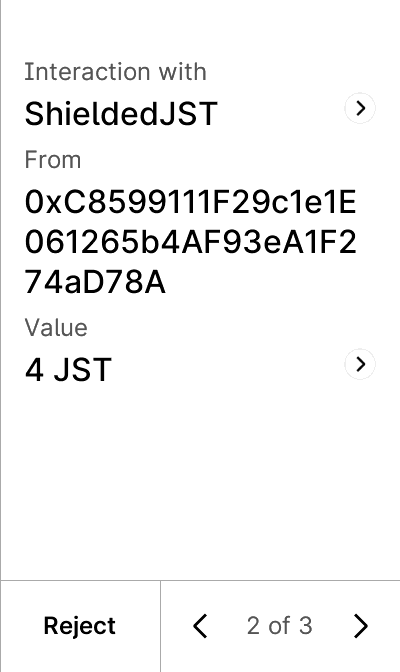 Interaction with
ShieldedJST
From
0xC8599111F29c1e1E
061265b4AF93eA1F2
74aD78A
Value
4 JST
Reject
2 of 3